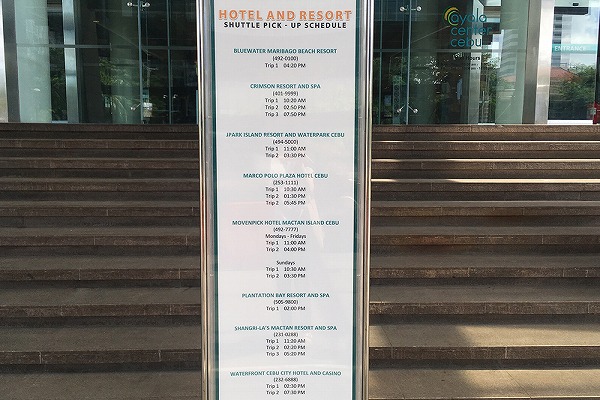 HOTEL AND RESORT
SHUTTLE PICK - UP SCHEDULE
BLUEWATER MARIBAGO BEACH RESORT
(492-0100)
Trip 1 04:20 PM
CRIMSON RESORT AND SPA
(401-9999)
Trip 1 10:20 AM
Trip 2 02:50 PM
Trip 3 07:50 PM
JPARK ISLAND RESORT AND WATERPARK CEBU
(494-5000)
Trip 1 11:00 AM
Trip 2 03:30 PM
MARCO POLO PLAZA HOTEL CEBU
(253-1111)
Trip 1 10:30 AM
Trip 2 01:30 PM
Trip 2 05:45 PM
MOVENPICK HOTEL MACTAN ISLAND CEBU
(492-7777)
Mondays - Fridays
Trip 1 11:00 AM
Trip 2 04:00 PM
Sundays
Trip 1 10:30 AM
Trip 2 03:30 PM
PLANTATION BAY RESORT AND SPA
(505-9800)
Trip 1 02:00 PM
SHANGRI-LA'S MACTAN RESORT AND SPA
(231-0288)
Trip 1 11:20 AM
Trip 2 02:20 PM
Trip 3 05:20 PM
WATERFRONT CEBU CITY HOTEL AND CASINO
(232-6888)
Trip 1 02:30 PM
Trip 2 07:30 PM
ayala
center
cebu
ENTRANCE